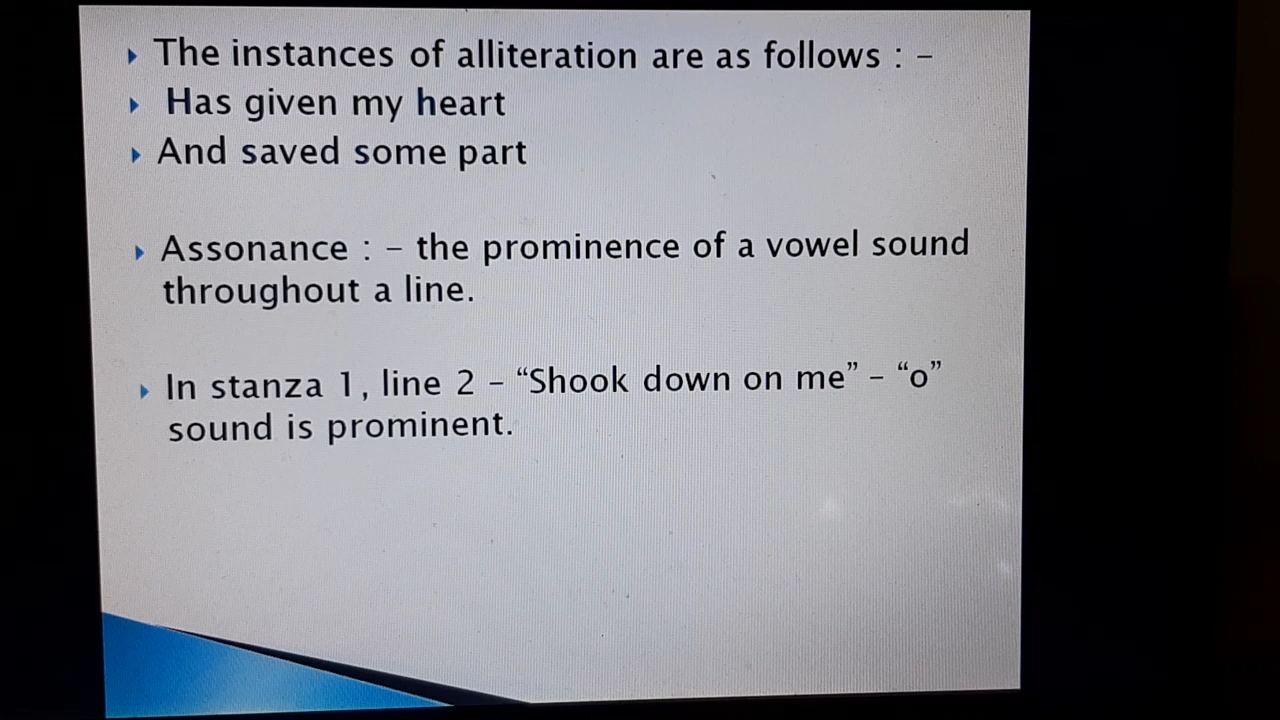 The instances of alliteration are as follows : –
Has given my heart
And saved some part
Assonance : – the prominence of a vowel sound
throughout a line.
In stanza 1, line 2 – “Shook down on me” – “o”
sound is prominent.